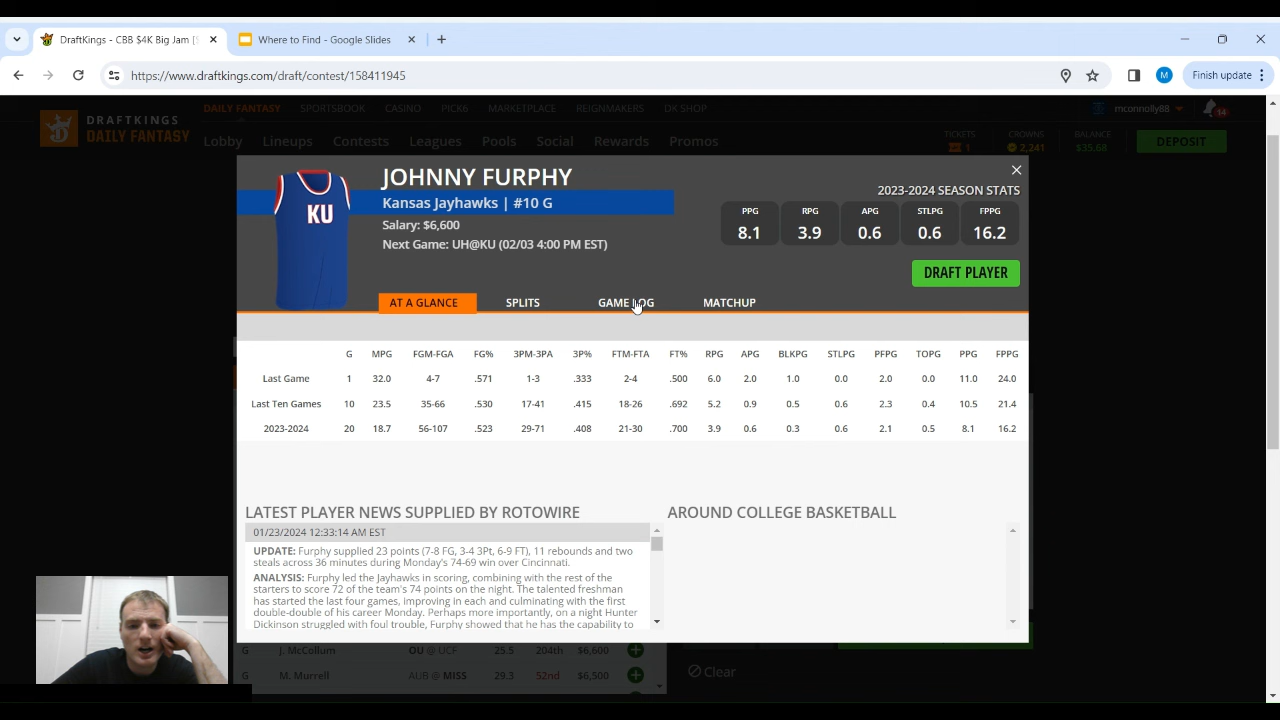 DraftKings - CBB $4K Big Jam [$
Where to Find - Google Slides
https://www.draftkings.com/draft/contest/158411945
M
Finish update
DAILY FANTASY SPORTSBOOK CASINO PICK6 MARKETPLACE REIGNMAKERS DK SHOP
mconnolly88
14
DRAFTKINGS
DAILY FANTASY
Lobby Lineups Contests Leagues Pools Social Rewards Promos
TICKETS CROWNS BALANCE
1 2,241 $35.68
DEPOSIT
JOHNNY FURPHY
Kansas Jayhawks | #10 G
Salary: $6,600
Next Game: UH@KU (02/03 4:00 PM EST)
KU
2023-2024 SEASON STATS
PPG RPG APG STLPG FPPG
8.1 3.9 0.6 0.6 16.2
DRAFT PLAYER
AT A GLANCE SPLITS GAME LOG MATCHUP
G MPG FGM-FGA FG% 3PM-3PA 3P% FTM-FTA FT% RPG APG BLKPG STLPG PFPG TOPG PPG FPPG
Last Game 1 32.0 4-7 .571 1-3 .333 2-4 .500 6.0 2.0 1.0 0.0 2.0 0.0 11.0 24.0
Last Ten Games 10 23.5 35-66 .530 17-41 .415 18-26 .692 5.2 0.9 0.5 0.6 2.3 0.4 10.5 21.4
2023-2024 20 18.7 56-107 .523 29-71 .408 21-30 .700 3.9 0.6 0.3 0.6 2.1 0.5 8.1 16.2
LATEST PLAYER NEWS SUPPLIED BY ROTOWIRE
01/23/2024 12:33:14 AM EST
UPDATE: Furphy supplied 23 points (7-8 FG, 3-4 3Pt, 6-9 FT), 11 rebounds and two
steals across 36 minutes during Monday's 74-69 win over Cincinnati.
ANALYSIS: Furphy led the Jayhawks in scoring, combining with the rest of the
starters to score 72 of the team's 74 points on the night. The talented freshman
has started the last four games, improving in each and culminating with the first
double-double of his career Monday. Perhaps more importantly, on a night Hunter
Dickinson struggled with foul trouble, Furphy showed that he has the capability to
AROUND COLLEGE BASKETBALL
G J. McCollum OU @ UCF 25.5 204th $6,600
G M. Murrell AUB @ MISS 29.3 52nd $6,500
Clear